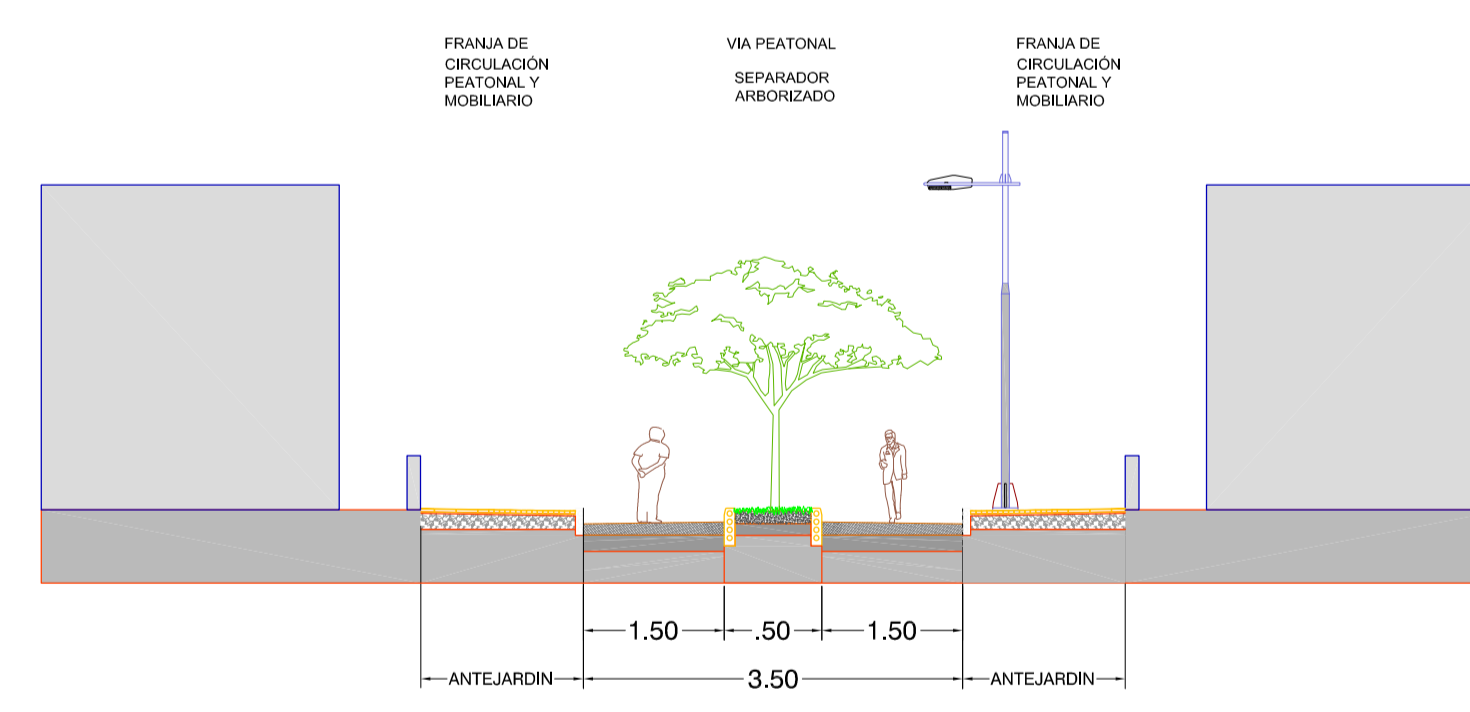 FRANJA DE
CIRCULACIÓN
PEATONAL Y
MOBILIARIO
VIA PEATONAL
SEPARADOR
ARBORIZADO
FRANJA DE
CIRCULACIÓN
PEATONAL Y
MOBILIARIO
1.50
.50
1.50
ANTEJARDIN
3.50
ANTEJARDIN